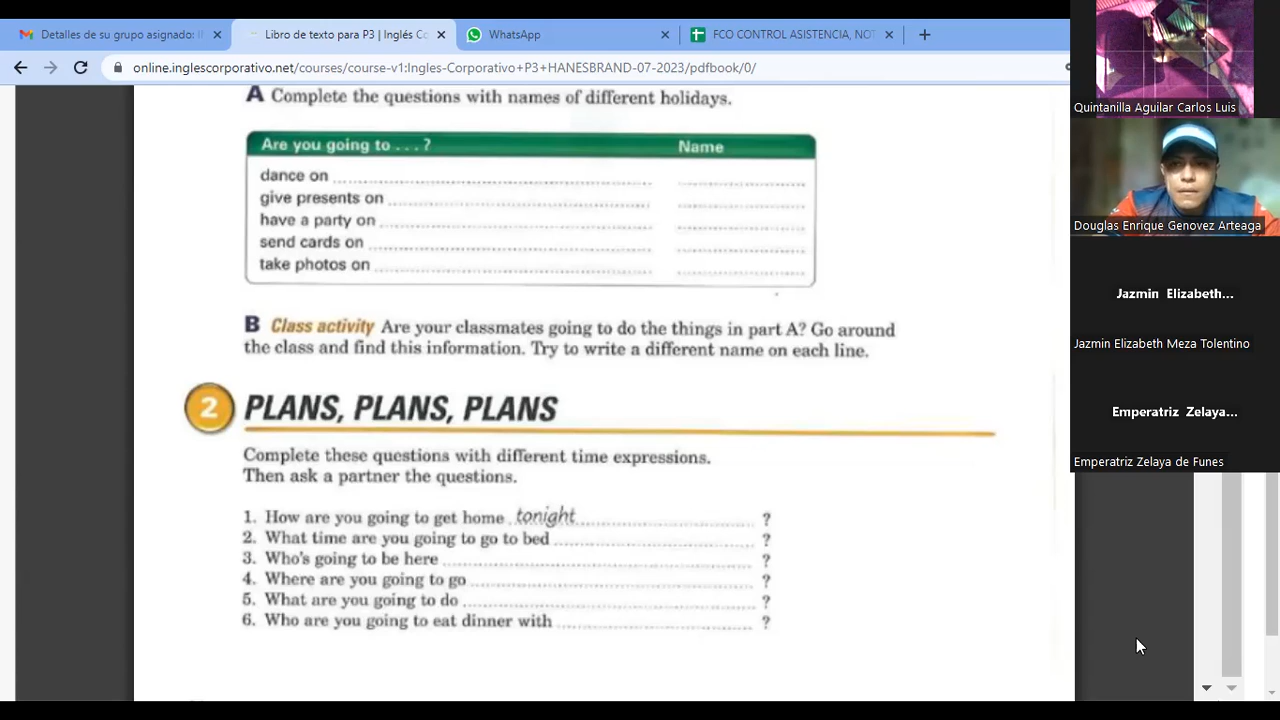 Detalles de su grupo asignado: I
Libro de texto para P3 | Inglés Co
WhatsApp
FCO CONTROL ASISTENCIA, NOT
online.inglescorporativo.net/courses/course-v1:Ingles-Corporativo+P3+HANESBRAND-07-2023/pdfbook/0/
A Complete the questions with names of different holidays.
Are you going to . . . ? Name
dance on
give presents on
have a party on
send cards on
take photos on
B Class activity Are your classmates going to do the things in part A? Go around
the class and find this information. Try to write a different name on each line.
2 PLANS, PLANS, PLANS
Complete these questions with different time expressions.
Then ask a partner the questions.
1. How are you going to get home tonight ?
2. What time are you going to go to bed ?
3. Who's going to be here ?
4. Where are you going to go ?
5. What are you going to do ?
6. Who are you going to eat dinner with ?
Quintanilla Aguilar Carlos Luis
Douglas Enrique Genovez Arteaga
Jazmin Elizabeth...
Jazmin Elizabeth Meza Tolentino
Emperatriz Zelaya...
Emperatriz Zelaya de Funes